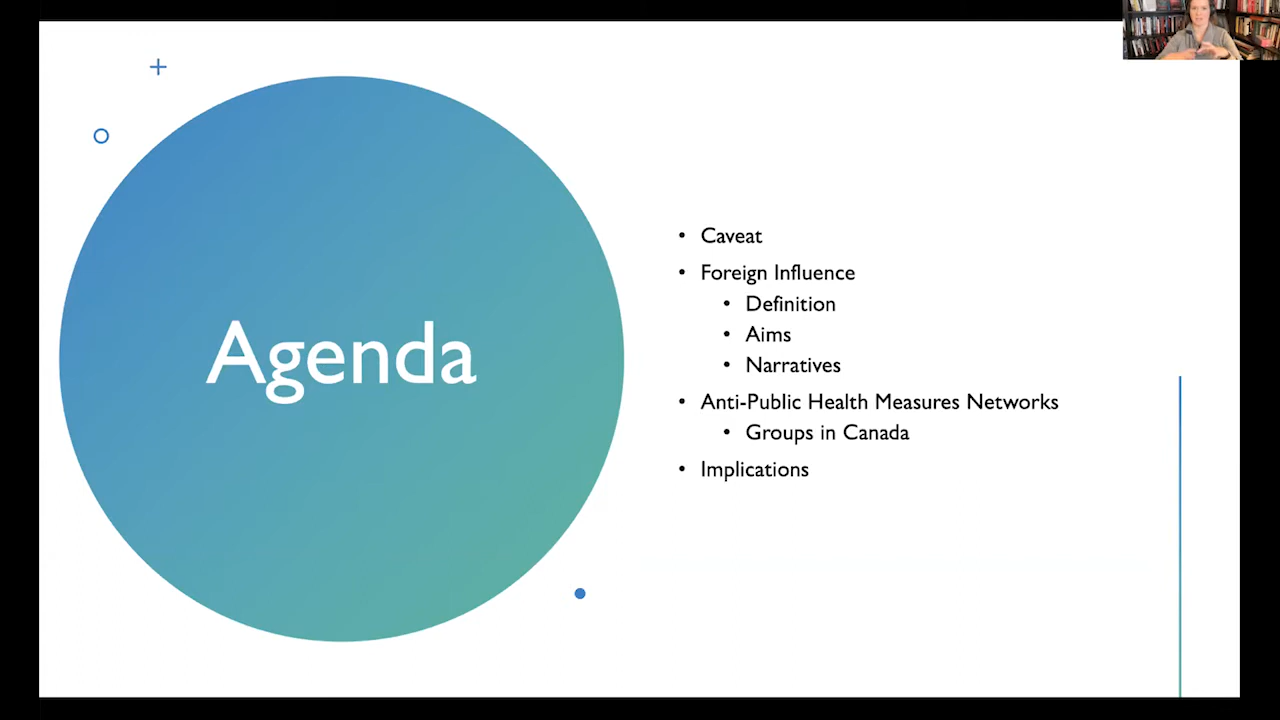 Agenda
Caveat
Foreign Influence
Definition
Aims
Narratives
Anti-Public Health Measures Networks
Groups in Canada
Implications